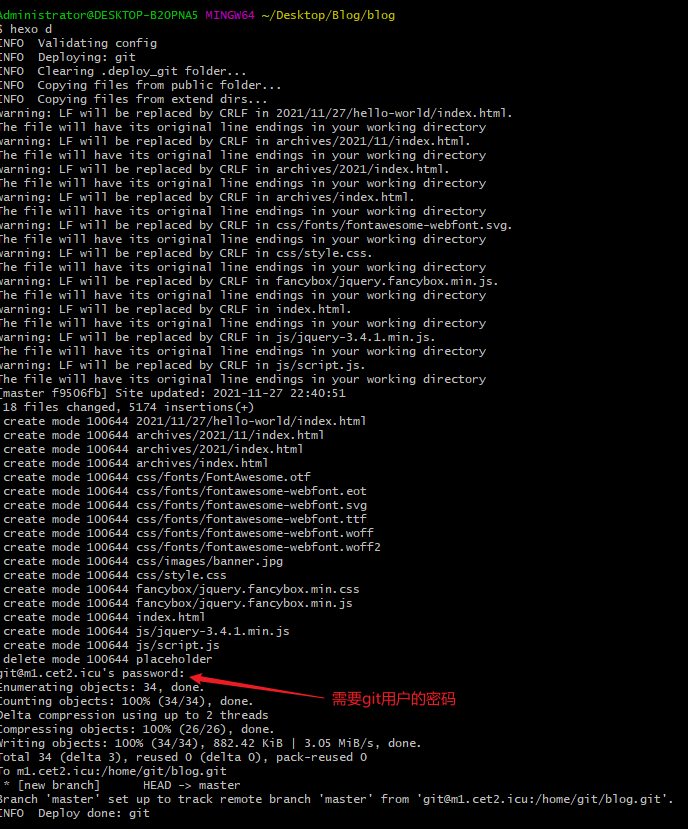 Administrator@DESKTOP-B2OPNA5 MINGW64 ~/Desktop/Blog/blog
$ hexo d
INFO  Validating config
INFO  Deploying: git
INFO  Clearing .deploy_git folder...
INFO  Copying files from public folder...
INFO  Copying files from extend dirs...
warning: LF will be replaced by CRLF in 2021/11/27/hello-world/index.html.
The file will have its original line endings in your working directory
warning: LF will be replaced by CRLF in archives/2021/11/index.html.
The file will have its original line endings in your working directory
warning: LF will be replaced by CRLF in archives/2021/index.html.
The file will have its original line endings in your working directory
warning: LF will be replaced by CRLF in archives/index.html.
The file will have its original line endings in your working directory
warning: LF will be replaced by CRLF in css/fonts/fontawesome-webfont.svg.
The file will have its original line endings in your working directory
warning: LF will be replaced by CRLF in css/style.css.
The file will have its original line endings in your working directory
warning: LF will be replaced by CRLF in fancybox/jquery.fancybox.min.js.
The file will have its original line endings in your working directory
warning: LF will be replaced by CRLF in index.html.
The file will have its original line endings in your working directory
warning: LF will be replaced by CRLF in js/jquery-3.4.1.min.js.
The file will have its original line endings in your working directory
warning: LF will be replaced by CRLF in js/script.js.
The file will have its original line endings in your working directory
[master f9506fb] Site updated: 2021-11-27 22:40:51
 18 files changed, 5174 insertions(+)
 create mode 100644 2021/11/27/hello-world/index.html
 create mode 100644 archives/2021/11/index.html
 create mode 100644 archives/2021/index.html
 create mode 100644 archives/index.html
 create mode 100644 css/fonts/FontAwesome.otf
 create mode 100644 css/fonts/fontawesome-webfont.eot
 create mode 100644 css/fonts/fontawesome-webfont.svg
 create mode 100644 css/fonts/fontawesome-webfont.ttf
 create mode 100644 css/fonts/fontawesome-webfont.woff
 create mode 100644 css/fonts/fontawesome-webfont.woff2
 create mode 100644 css/images/banner.jpg
 create mode 100644 css/style.css
 create mode 100644 fancybox/jquery.fancybox.min.css
 create mode 100644 fancybox/jquery.fancybox.min.js
 create mode 100644 index.html
 create mode 100644 js/jquery-3.4.1.min.js
 create mode 100644 js/script.js
 delete mode 100644 placeholder
git@m1.cet2.icu's password:
Enumerating objects: 34, done.
需要git用户的密码
Counting objects: 100% (34/34), done.
Delta compression using up to 2 threads
Compressing objects: 100% (26/26), done.
Writing objects: 100% (34/34), 882.42 KiB | 3.05 MiB/s, done.
Total 34 (delta 3), reused 0 (delta 0), pack-reused 0
To m1.cet2.icu:/home/git/blog.git
 * [new branch]      HEAD -> master
Branch 'master' set up to track remote branch 'master' from 'git@m1.cet2.icu:/home/git/blog.git'.
INFO  Deploy done: git